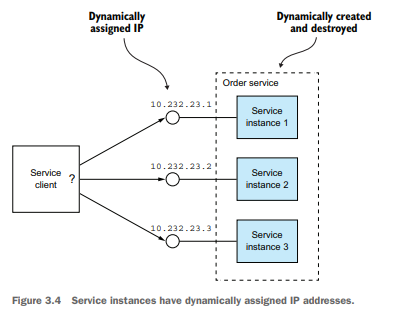 Dynamically
assigned IP
Dynamically created
and destroyed
Order service
10.232.23.1
Service
instance 1
10.232.23.2
Service
client
?
Service
instance 2
10.232.23.3
Service
instance 3
Figure 3.4 Service instances have dynamically assigned IP addresses.